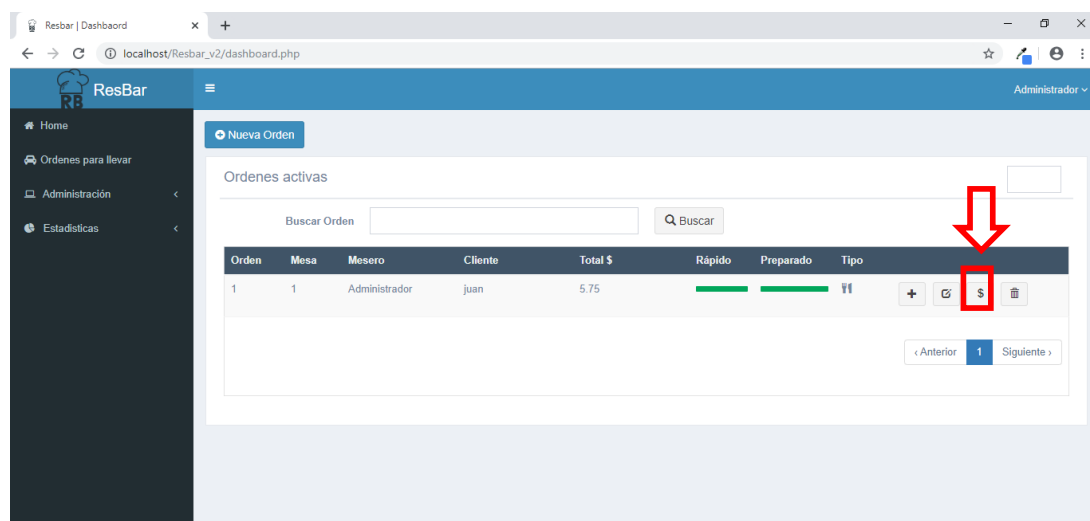 Resbar | Dashbaord
localhost/Resbar_v2/dashboard.php
RB ResBar
Administrador
Home
Nueva Orden
Ordenes para llevar
Ordenes activas
Administración
Buscar Orden Buscar
Estadisticas
Orden Mesa Mesero Cliente Total $ Rápido Preparado Tipo
1 1 Administrador juan 5.75 $
‹ Anterior 1 Siguiente ›